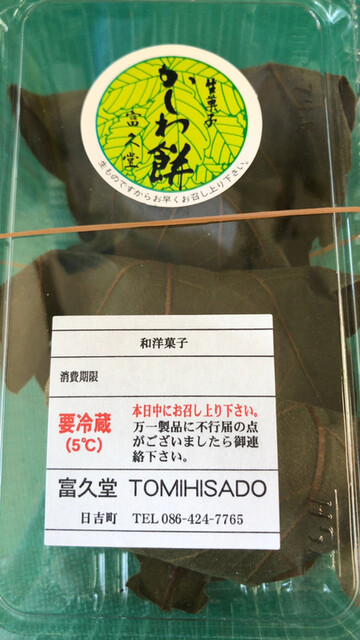 生菓子
かしわ餅
富久堂
生ものですからお早くお召し上り下さい。
和洋菓子
消費期限
要冷蔵
(5℃)
本日中にお召し上り下さい。
万一製品に不行届の点
がございましたら御連
絡下さい。
富久堂 TOMIHISADO
日吉町 TEL 086-424-7765